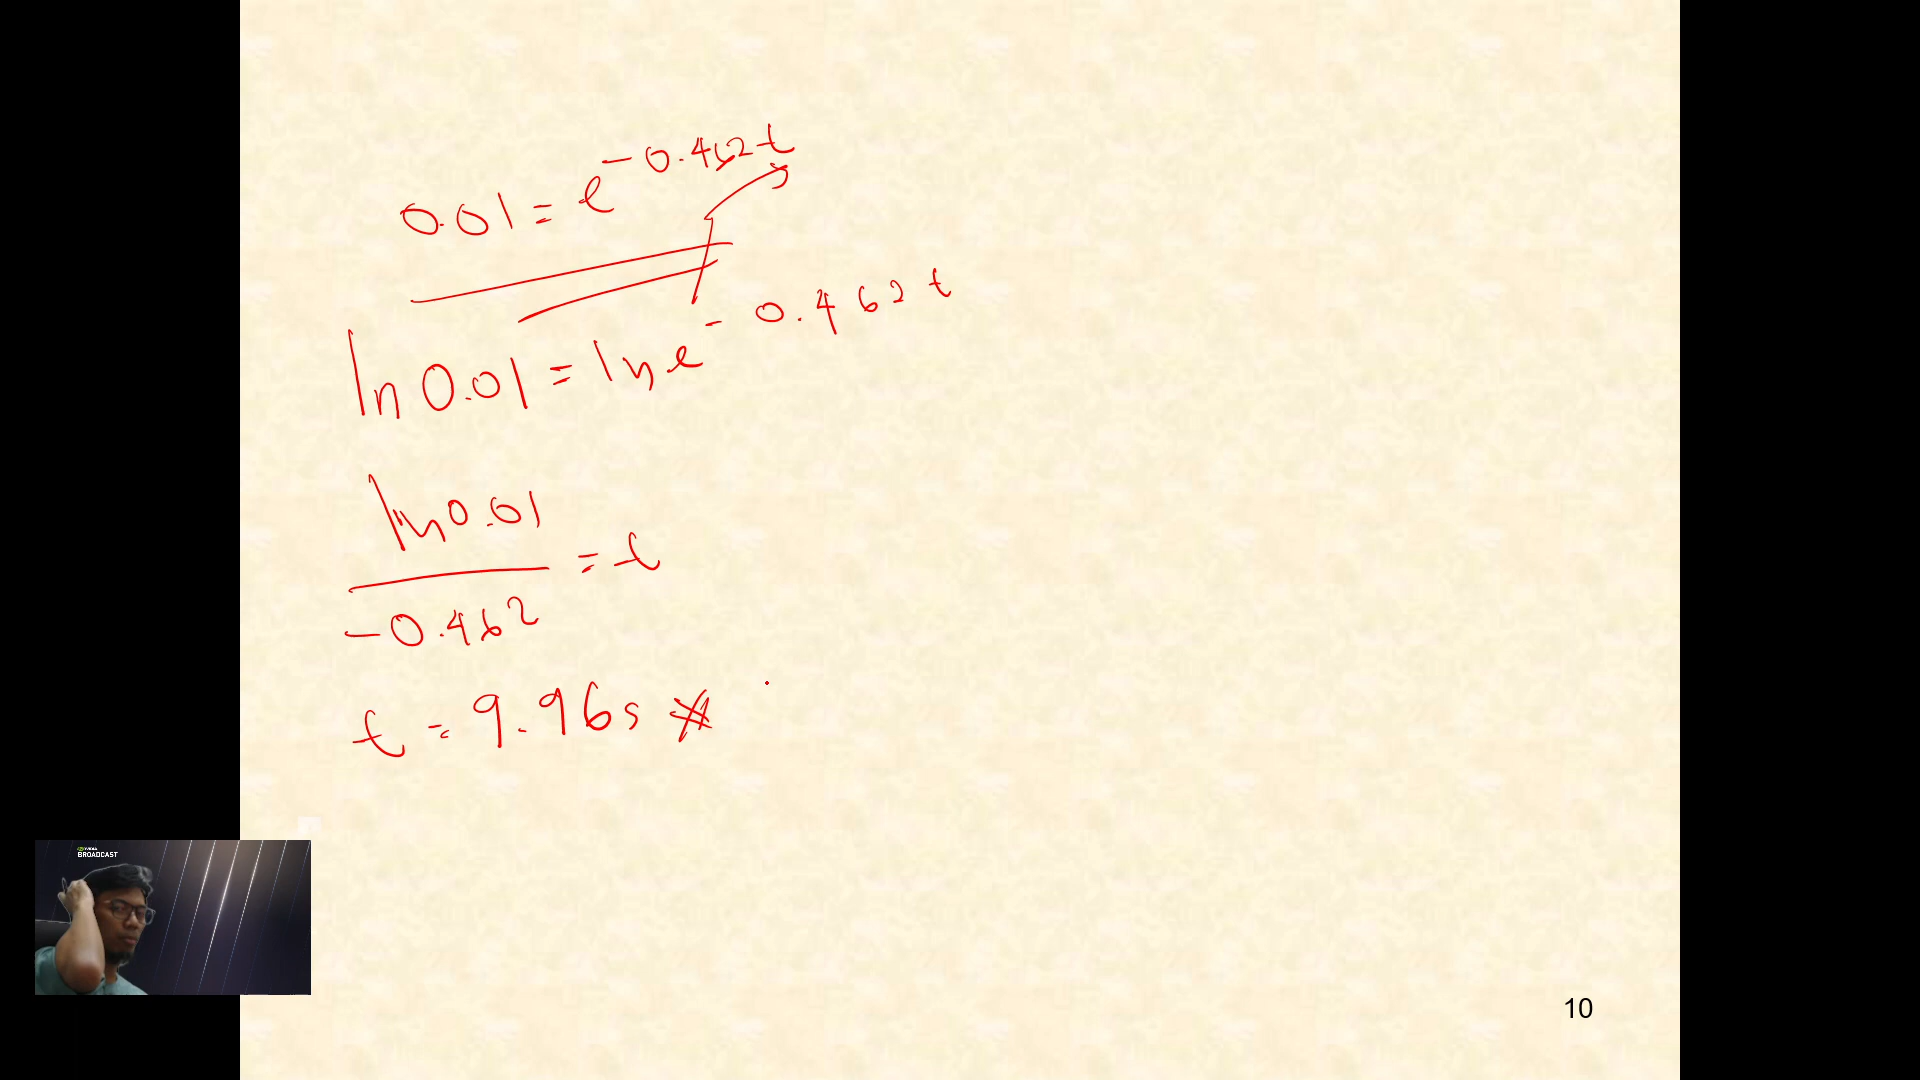 0.01 = e^-0.462t
ln 0.01 = ln e^-0.462t
ln 0.01
-0.462
= t
t = 9.96s
NVIDIA
BROADCAST
10